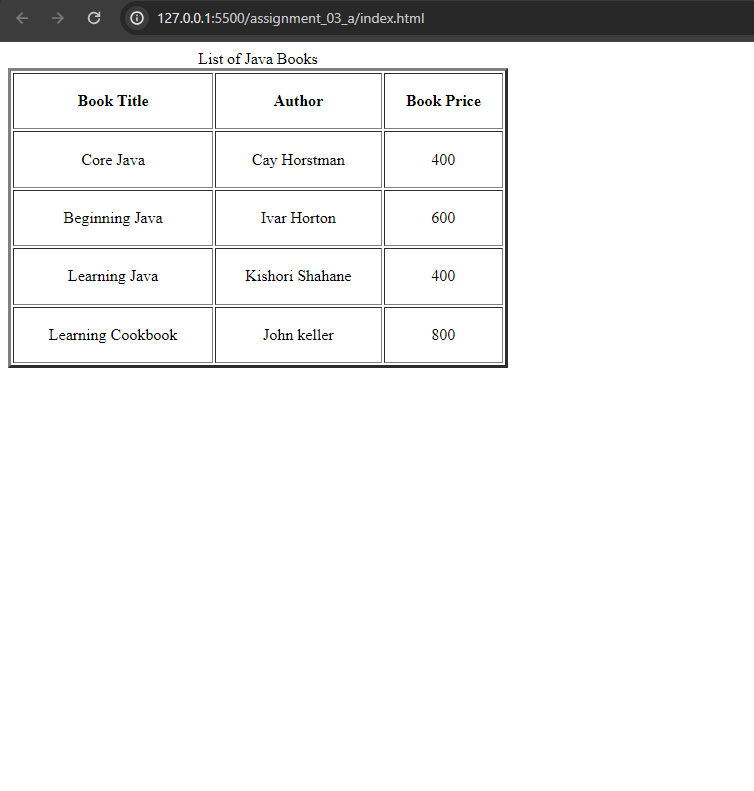 127.0.0.1:5500/assignment_03_a/index.html
List of Java Books
Book Title Author Book Price
Core Java Cay Horstman 400
Beginning Java Ivar Horton 600
Learning Java Kishori Shahane 400
Learning Cookbook John keller 800